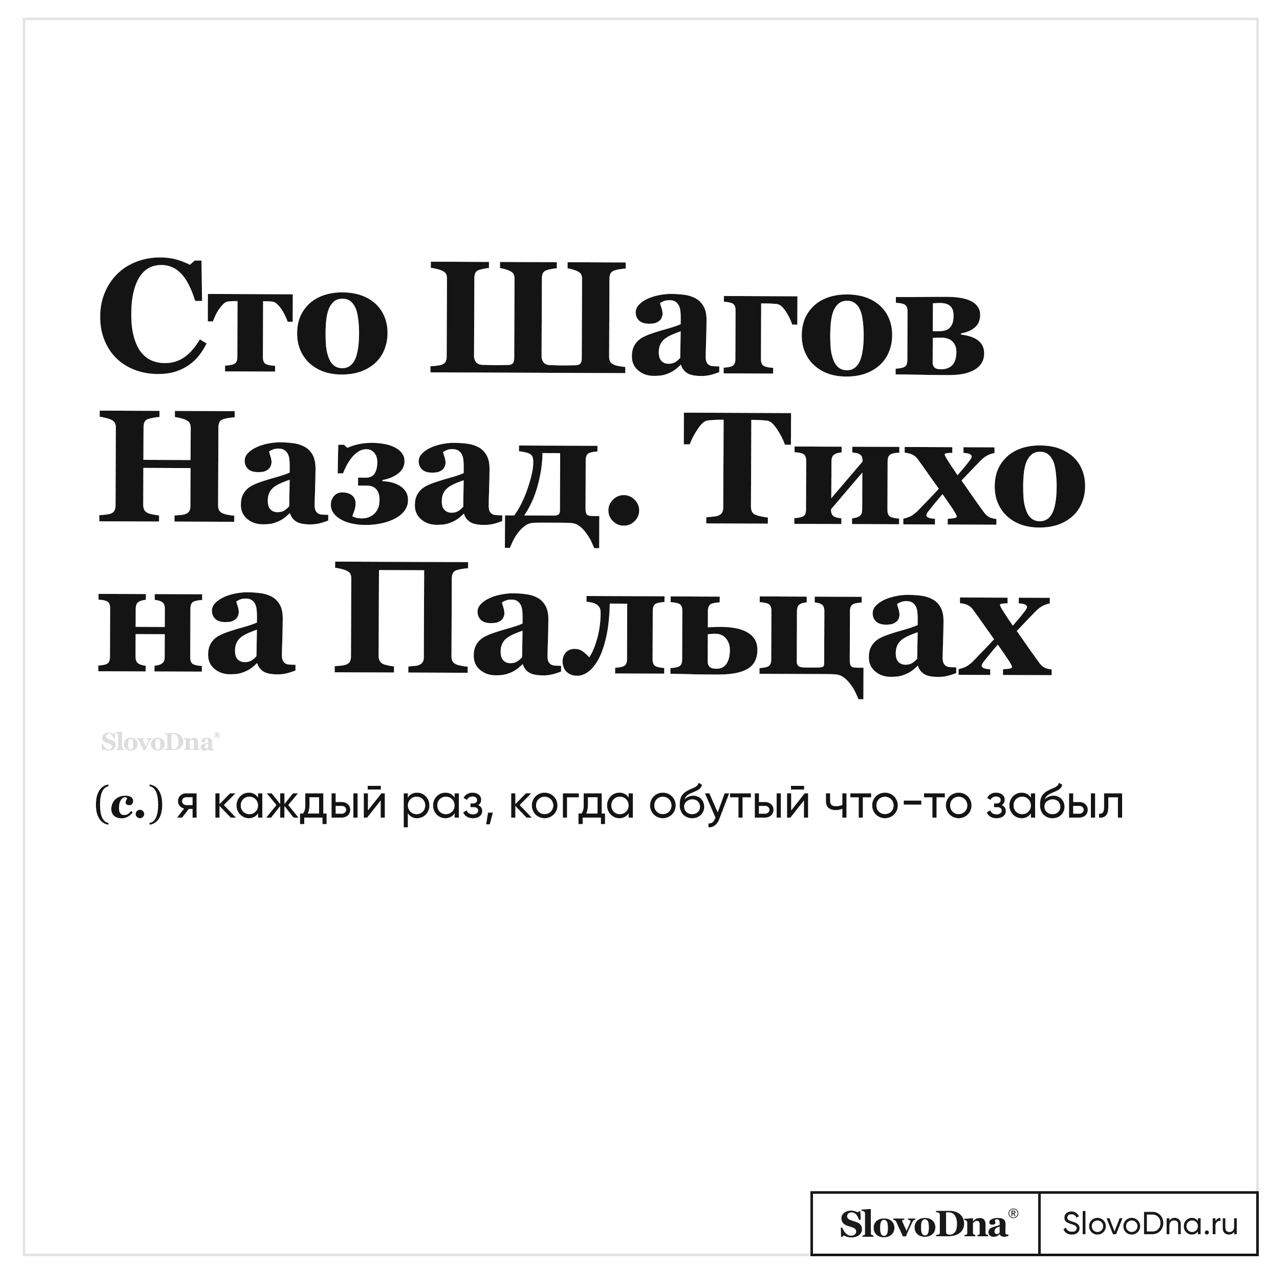 Сто Шагов
Назад. Тихо
на Пальцах
SlovoDna®
(с.) я каждый раз, когда обутый что-то забыл
SlovoDna® SlovoDna.ru